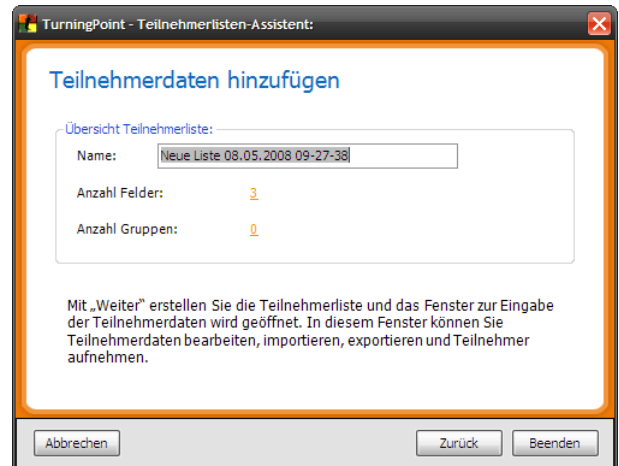 TurningPoint - Teilnehmerlisten-Assistent:
Teilnehmerdaten hinzufügen
Übersicht Teilnehmerliste:
Name: Neue Liste 08.05.2008 09-27-38
Anzahl Felder: 3
Anzahl Gruppen: 0
Mit „Weiter“ erstellen Sie die Teilnehmerliste und das Fenster zur Eingabe
der Teilnehmerdaten wird geöffnet. In diesem Fenster können Sie
Teilnehmerdaten bearbeiten, importieren, exportieren und Teilnehmer
aufnehmen.
Abbrechen Zurück Beenden